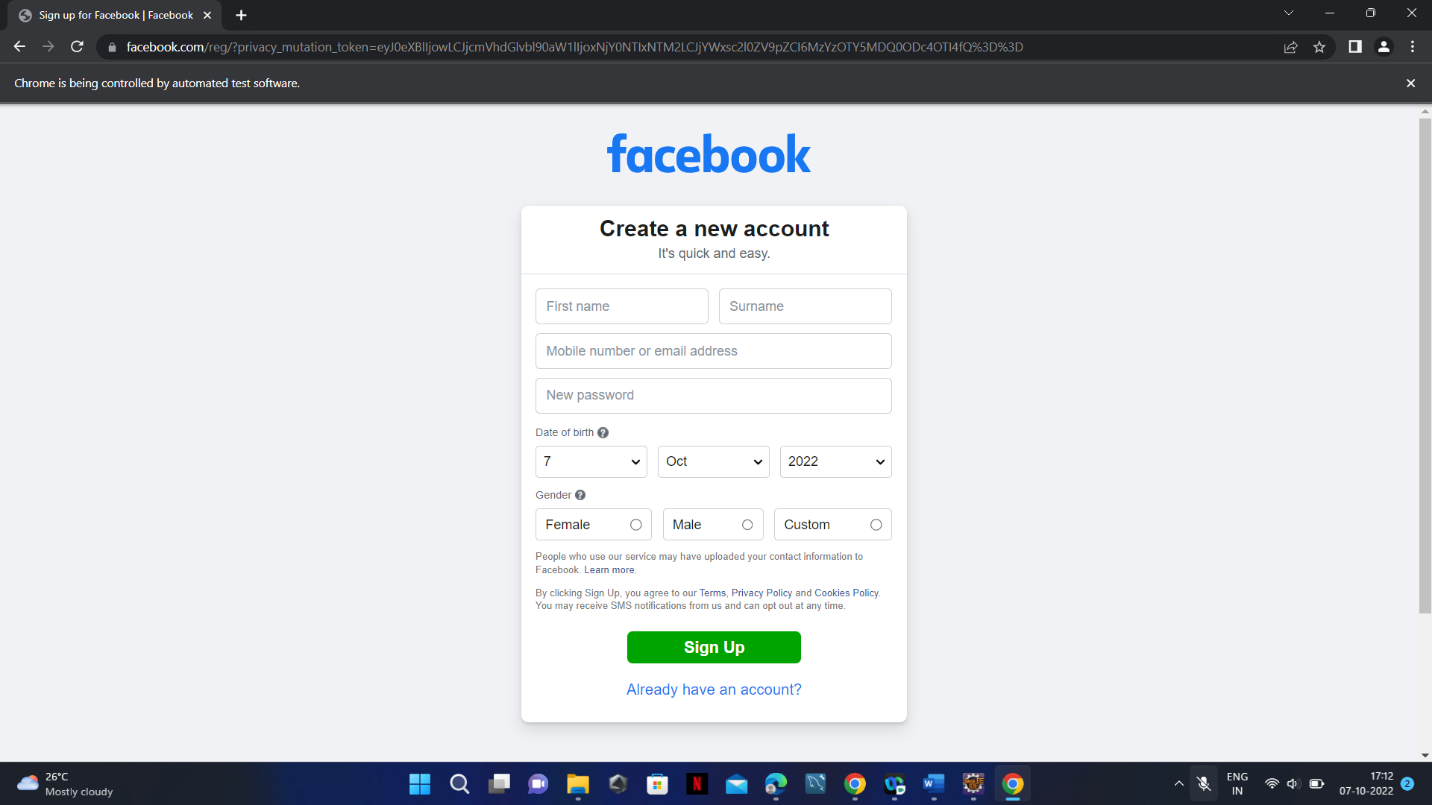 Sign up for Facebook | Facebook
facebook.com/reg/?privacy_mutation_token=eyJ0eXBlIjowLCJjcmVhdGlvbl90aW1lIjoxNjY0NTIxNTM2LCJjYWxsc2l0ZV9pZCI6MzYzOTY5MDQ0ODc4OTI4fQ%3D%3D
Chrome is being controlled by automated test software.
facebook
Create a new account
It's quick and easy.
First name Surname
Mobile number or email address
New password
Date of birth ?
7 Oct 2022
Gender ?
Female Male Custom
People who use our service may have uploaded your contact information to
Facebook. Learn more.
By clicking Sign Up, you agree to our Terms, Privacy Policy and Cookies Policy.
You may receive SMS notifications from us and can opt out at any time.
Sign Up
Already have an account?
26°C
Mostly cloudy
N
W
ENG
IN
17:12
07-10-2022
2